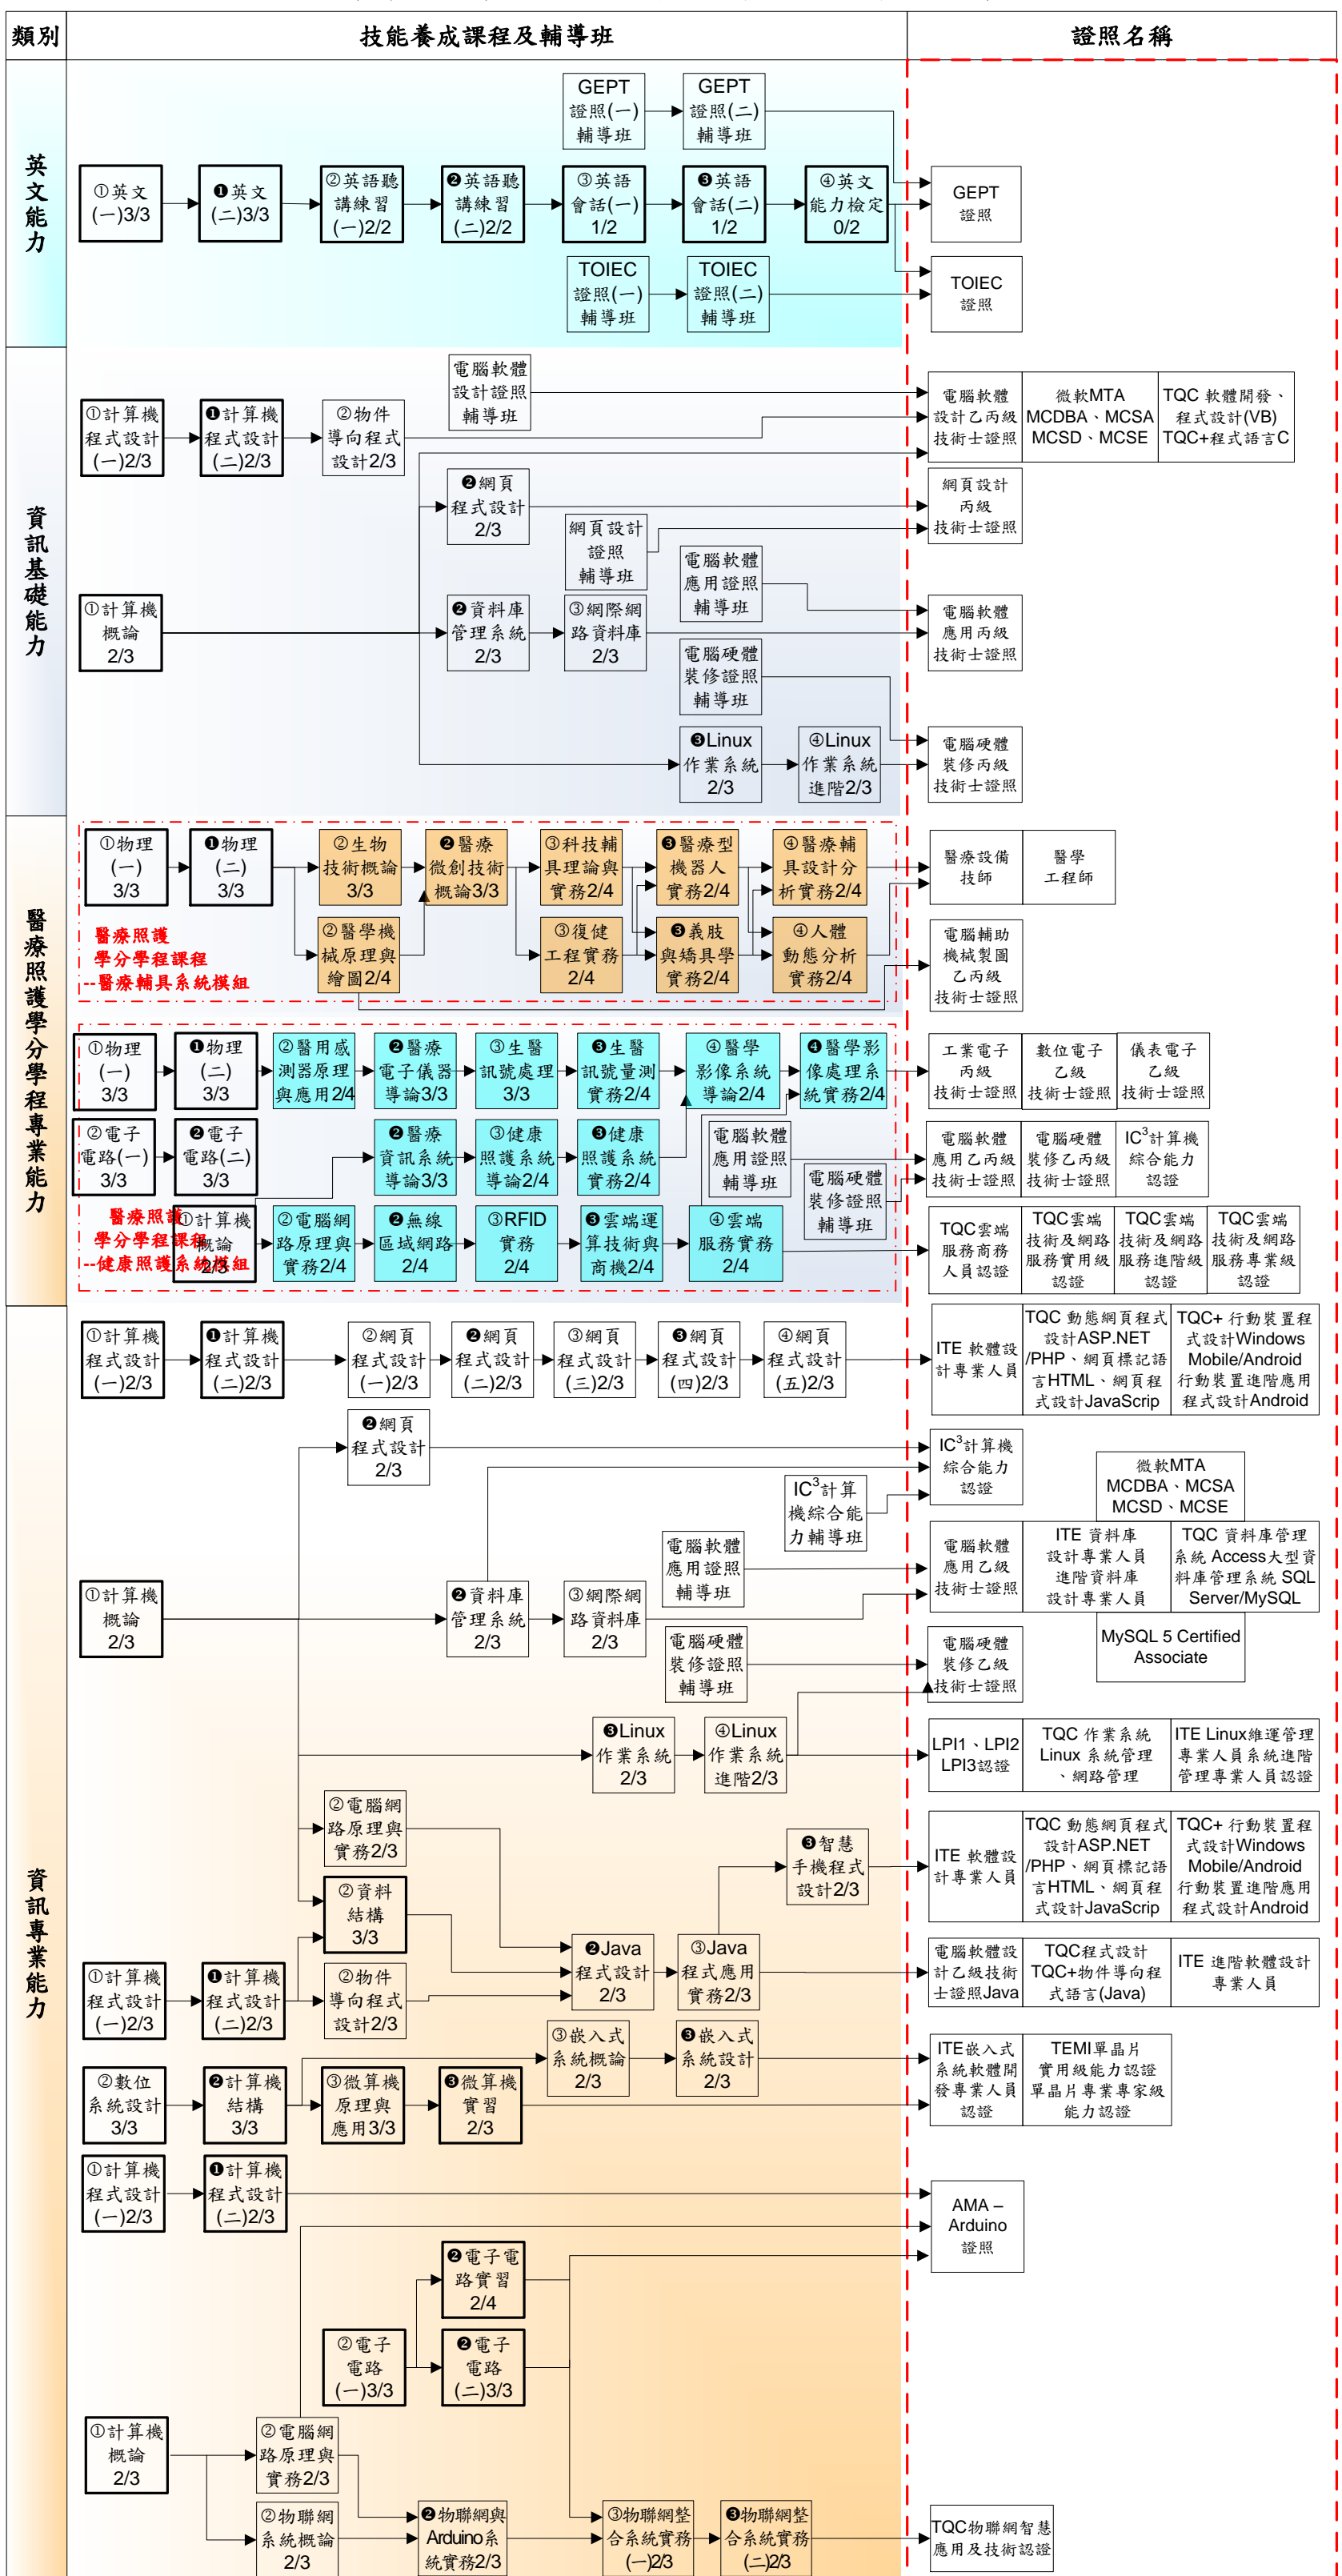 類別
技能養成課程及輔導班
證照名稱
英文能力
GEPT
證照(一)
輔導班
GEPT
證照(二)
輔導班
①英文
(一)3/3
❶英文
(二)3/3
②英語聽
講練習
(一)2/2
❷英語聽
講練習
(二)2/2
③英語
會話(一)
1/2
❸英語
會話(二)
1/2
④英文
能力檢定
0/2
GEPT
證照
TOIEC
證照(一)
輔導班
TOIEC
證照(二)
輔導班
TOIEC
證照
資訊基礎能力
電腦軟體
設計證照
輔導班
①計算機
程式設計
(一)2/3
❶計算機
程式設計
(二)2/3
②物件
導向程式
設計2/3
電腦軟體
設計乙丙級
技術士證照
微軟MTA
MCDBA、MCSA
MCSD、MCSE
TQC 軟體開發、
程式設計(VB)
TQC+程式語言C
❷網頁
程式設計
2/3
網頁設計
丙級
技術士證照
網頁設計
證照
輔導班
電腦軟體
應用證照
輔導班
①計算機
概論
2/3
❷資料庫
管理系統
2/3
③網際網
路資料庫
2/3
電腦軟體
應用丙級
技術士證照
電腦硬體
裝修證照
輔導班
❸Linux
作業系統
2/3
④Linux
作業系統
進階2/3
電腦硬體
裝修丙級
技術士證照
醫療照護學分學程專業能力
①物理
(一)
3/3
❶物理
(二)
3/3
②生物
技術概論
3/3
❷醫療
微創技術
概論3/3
③科技輔
具理論與
實務2/4
❸醫療型
機器人
實務2/4
④醫療輔
具設計分
析實務2/4
醫療設備
技師
醫學
工程師
醫療照護
學分學程課程
--醫療輔具系統模組
②醫學機
械原理與
繪圖2/4
③復健
工程實務
2/4
❸義肢
與矯具學
實務2/4
④人體
動態分析
實務2/4
電腦輔助
機械製圖
乙丙級
技術士證照
①物理
(一)
3/3
❶物理
(二)
3/3
②醫用感
測器原理
與應用2/4
❷醫療
電子儀器
導論3/3
③生醫
訊號處理
3/3
❸生醫
訊號量測
實務2/4
④醫學
影像系統
導論2/4
❹醫學影
像處理系
統實務2/4
工業電子
丙級
技術士證照
數位電子
乙級
技術士證照
儀表電子
乙級
技術士證照
②電子
電路(一)
3/3
❷電子
電路(二)
3/3
❷醫療
資訊系統
導論3/3
③健康
照護系統
導論2/4
❸健康
照護系統
實務2/4
電腦軟體
應用證照
輔導班
電腦硬體
裝修證照
輔導班
電腦軟體
應用乙丙級
技術士證照
電腦硬體
裝修乙丙級
技術士證照
IC3計算機
綜合能力
認證
醫療照護
學分學程課程
--健康照護系統模組
①計算機
概論
2/3
②電腦網
路原理與
實務2/4
❷無線
區域網路
2/4
③RFID
實務
2/4
❸雲端運
算技術與
商機2/4
④雲端
服務實務
2/4
TQC雲端
服務商務
人員認證
TQC雲端
技術及網路
服務實用級
認證
TQC雲端
技術及網路
服務進階級
認證
TQC雲端
技術及網路
服務專業級
認證
資訊專業能力
①計算機
程式設計
(一)2/3
❶計算機
程式設計
(二)2/3
②網頁
程式設計
(一)2/3
❷網頁
程式設計
(二)2/3
③網頁
程式設計
(三)2/3
❸網頁
程式設計
(四)2/3
④網頁
程式設計
(五)2/3
ITE 軟體設
計專業人員
TQC 動態網頁程式
設計ASP.NET
/PHP、網頁標記語
言HTML、網頁程
式設計JavaScrip
TQC+ 行動裝置程
式設計Windows
Mobile/Android
行動裝置進階應用
程式設計Android
❷網頁
程式設計
2/3
IC3計算機
綜合能力
認證
微軟MTA
MCDBA、MCSA
MCSD、MCSE
IC3計算
機綜合能
力輔導班
電腦軟體
應用證照
輔導班
電腦軟體
應用乙級
技術士證照
ITE 資料庫
設計專業人員
進階資料庫
設計專業人員
TQC 資料庫管理
系統 Access大型資
料庫管理系統 SQL
Server/MySQL
①計算機
概論
2/3
❷資料庫
管理系統
2/3
③網際網
路資料庫
2/3
電腦硬體
裝修證照
輔導班
電腦硬體
裝修乙級
技術士證照
MySQL 5 Certified
Associate
❸Linux
作業系統
2/3
④Linux
作業系統
進階2/3
LPI1、LPI2
LPI3認證
TQC 作業系統
Linux 系統管理
、網路管理
ITE Linux維運管理
專業人員系統進階
管理專業人員認證
②電腦網
路原理與
實務2/3
❸智慧
手機程式
設計2/3
ITE 軟體設
計專業人員
TQC 動態網頁程式
設計ASP.NET
/PHP、網頁標記語
言HTML、網頁程
式設計JavaScrip
TQC+ 行動裝置程
式設計Windows
Mobile/Android
行動裝置進階應用
程式設計Android
②資料
結構
3/3
❷Java
程式設計
2/3
③Java
程式應用
實務2/3
電腦軟體設
計乙級技術
士證照Java
TQC程式設計
TQC+物件導向程
式語言(Java)
ITE 進階軟體設計
專業人員
①計算機
程式設計
(一)2/3
❶計算機
程式設計
(二)2/3
②物件
導向程式
設計2/3
③嵌入式
系統概論
2/3
❸嵌入式
系統設計
2/3
ITE嵌入式
系統軟體開
發專業人員
認證
TEMI單晶片
實用級能力認證
單晶片專業專家級
能力認證
②數位
系統設計
3/3
❷計算機
結構
3/3
③微算機
原理與
應用3/3
❸微算機
實習
2/3
①計算機
程式設計
(一)2/3
❶計算機
程式設計
(二)2/3
AMA –
Arduino
證照
❷電子電
路實習
2/4
②電子
電路
(一)3/3
❷電子
電路
(二)3/3
①計算機
概論
2/3
②電腦網
路原理與
實務2/3
②物聯網
系統概論
2/3
❷物聯網與
Arduino系
統實務2/3
③物聯網整
合系統實務
(一)2/3
❸物聯網整
合系統實務
(二)2/3
TQC物聯網智慧
應用及技術認證